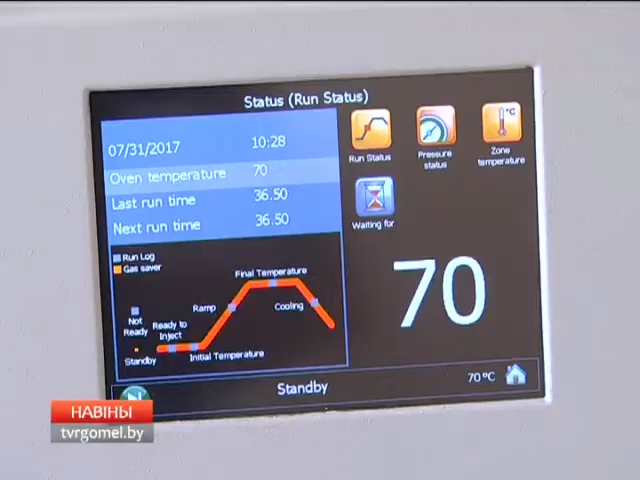 Status (Run Status)
07/31/2017 10:28
Oven temperature 70
Last run time 36.50
Next run time 36.50
Run Status
Pressure status
Zone temperature
°C
Waiting for
Run Log
Gas saver
Final Temperature
Ramp
Cooling
Not Ready
Ready to Inject
Standby
Initial Temperature
70
Standby
70 °C
НАВІНЫ
tvrgomel.by